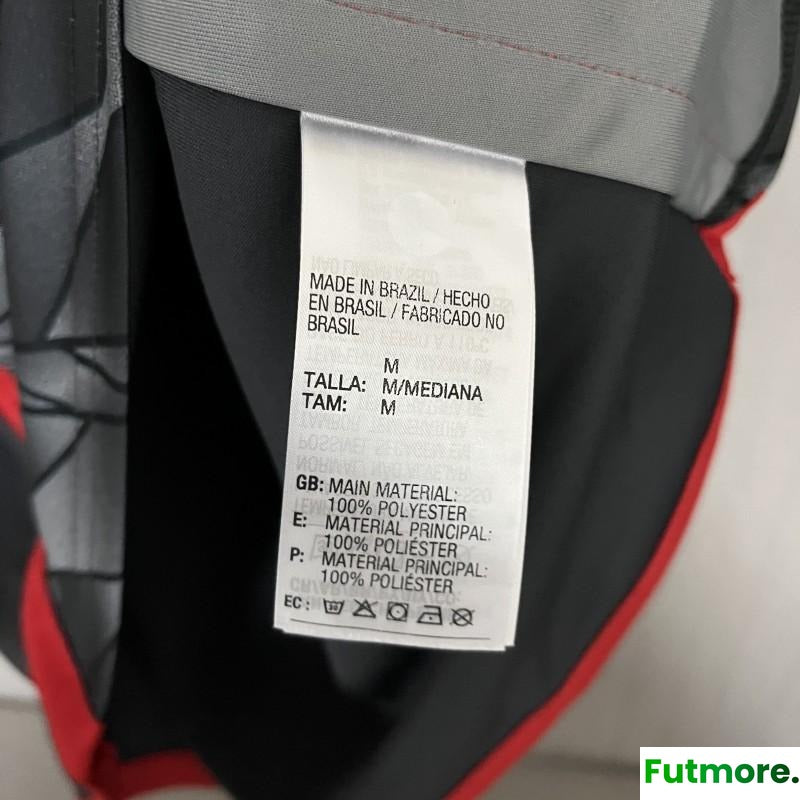 MADE IN BRAZIL / HECHO
EN BRASIL / FABRICADO NO
BRASIL
M
TALLA: M/MEDIANA
TAM: M
GB: MAIN MATERIAL:
100% POLYESTER
E: MATERIAL PRINCIPAL:
100% POLIÉSTER
P: MATERIAL PRINCIPAL:
100% POLIÉSTER
EC:
Futmore.